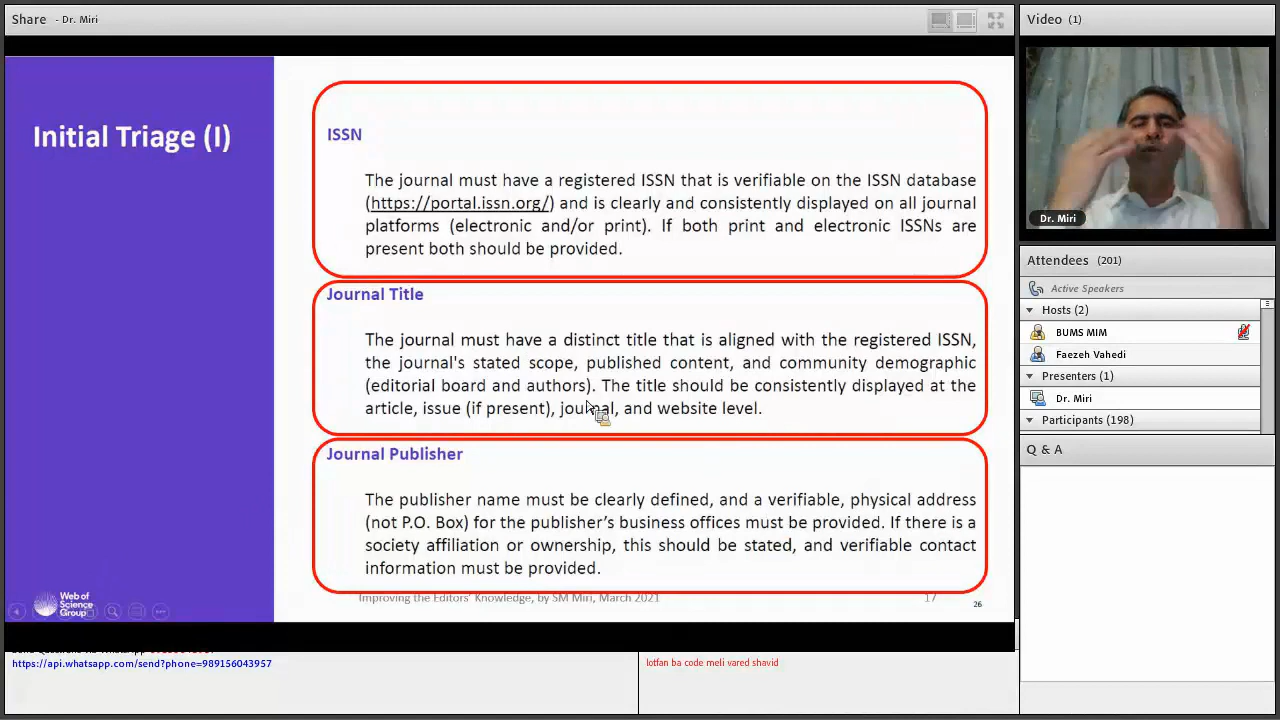 Share - Dr. Miri
Initial Triage (I)
ISSN
The journal must have a registered ISSN that is verifiable on the ISSN database
(https://portal.issn.org/) and is clearly and consistently displayed on all journal
platforms (electronic and/or print). If both print and electronic ISSNs are
present both should be provided.
Journal Title
The journal must have a distinct title that is aligned with the registered ISSN,
the journal's stated scope, published content, and community demographic
(editorial board and authors). The title should be consistently displayed at the
article, issue (if present), journal, and website level.
Journal Publisher
The publisher name must be clearly defined, and a verifiable, physical address
(not P.O. Box) for the publisher's business offices must be provided. If there is a
society affiliation or ownership, this should be stated, and verifiable contact
information must be provided.
Improving the Editors' Knowledge, by SM Miri, March 2021
17
26
Web of
Science
Group
https://api.whatsapp.com/send?phone=989156043957
lotfan ba code meli vared shavid
Video (1)
Dr. Miri
Attendees (201)
Active Speakers
Hosts (2)
BUMS MIM
Faezeh Vahedi
Presenters (1)
Dr. Miri
Participants (198)
Q & A